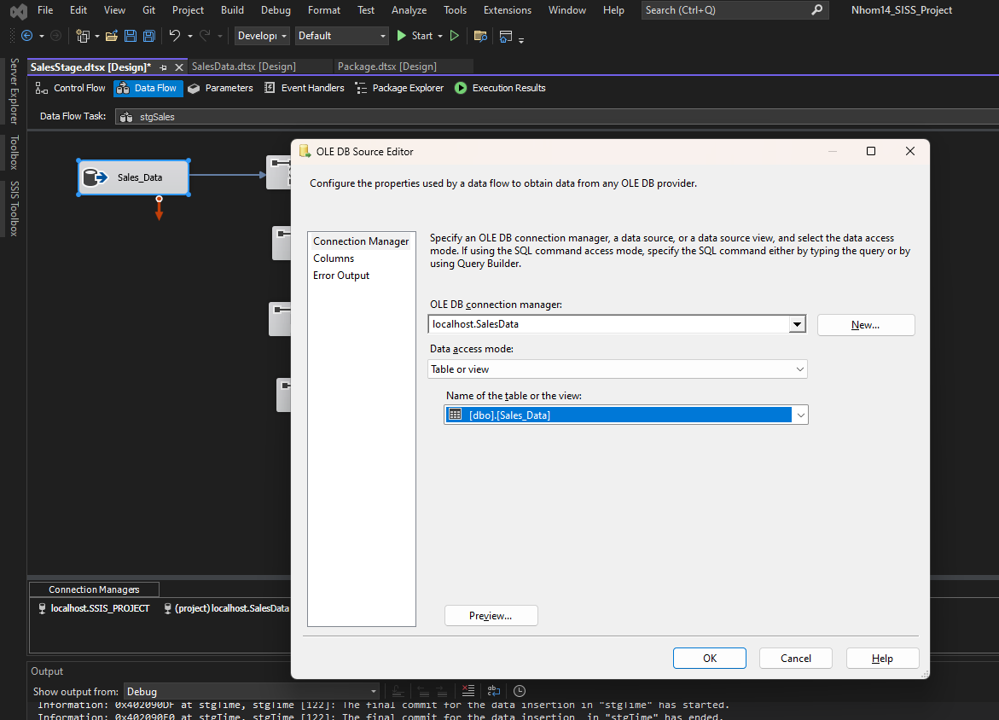 File Edit View Git Project Build Debug Format Test Analyze Tools Extensions Window Help Search (Ctrl+Q) Nhom14_SISS_Project
Develop Default Start
SalesStage.dtsx [Design]* SalesData.dtsx [Design] Package.dtsx [Design]
Control Flow Data Flow Parameters Event Handlers Package Explorer Execution Results
Data Flow Task: stgSales
Server Explorer
Toolbox
SSIS Toolbox
Sales_Data
OLE DB Source Editor
Configure the properties used by a data flow to obtain data from any OLE DB provider.
Connection Manager
Columns
Error Output
Specify an OLE DB connection manager, a data source, or a data source view, and select the data access
mode. If using the SQL command access mode, specify the SQL command either by typing the query or by
using Query Builder.
OLE DB connection manager:
localhost.SalesData New...
Data access mode:
Table or view
Name of the table or the view:
[dbo].[Sales_Data]
Preview...
OK Cancel Help
Connection Managers
localhost.SSIS_PROJECT (project) localhost.SalesData
Output
Show output from: Debug
Information: 0x402090DF at stgTime, stgTime [122]: The final commit for the data insertion in "stgTime" has started.
Information: 0x402090E0 at stgTime, stgTime [122]: The final commit for the data insertion in "stgTime" has ended.